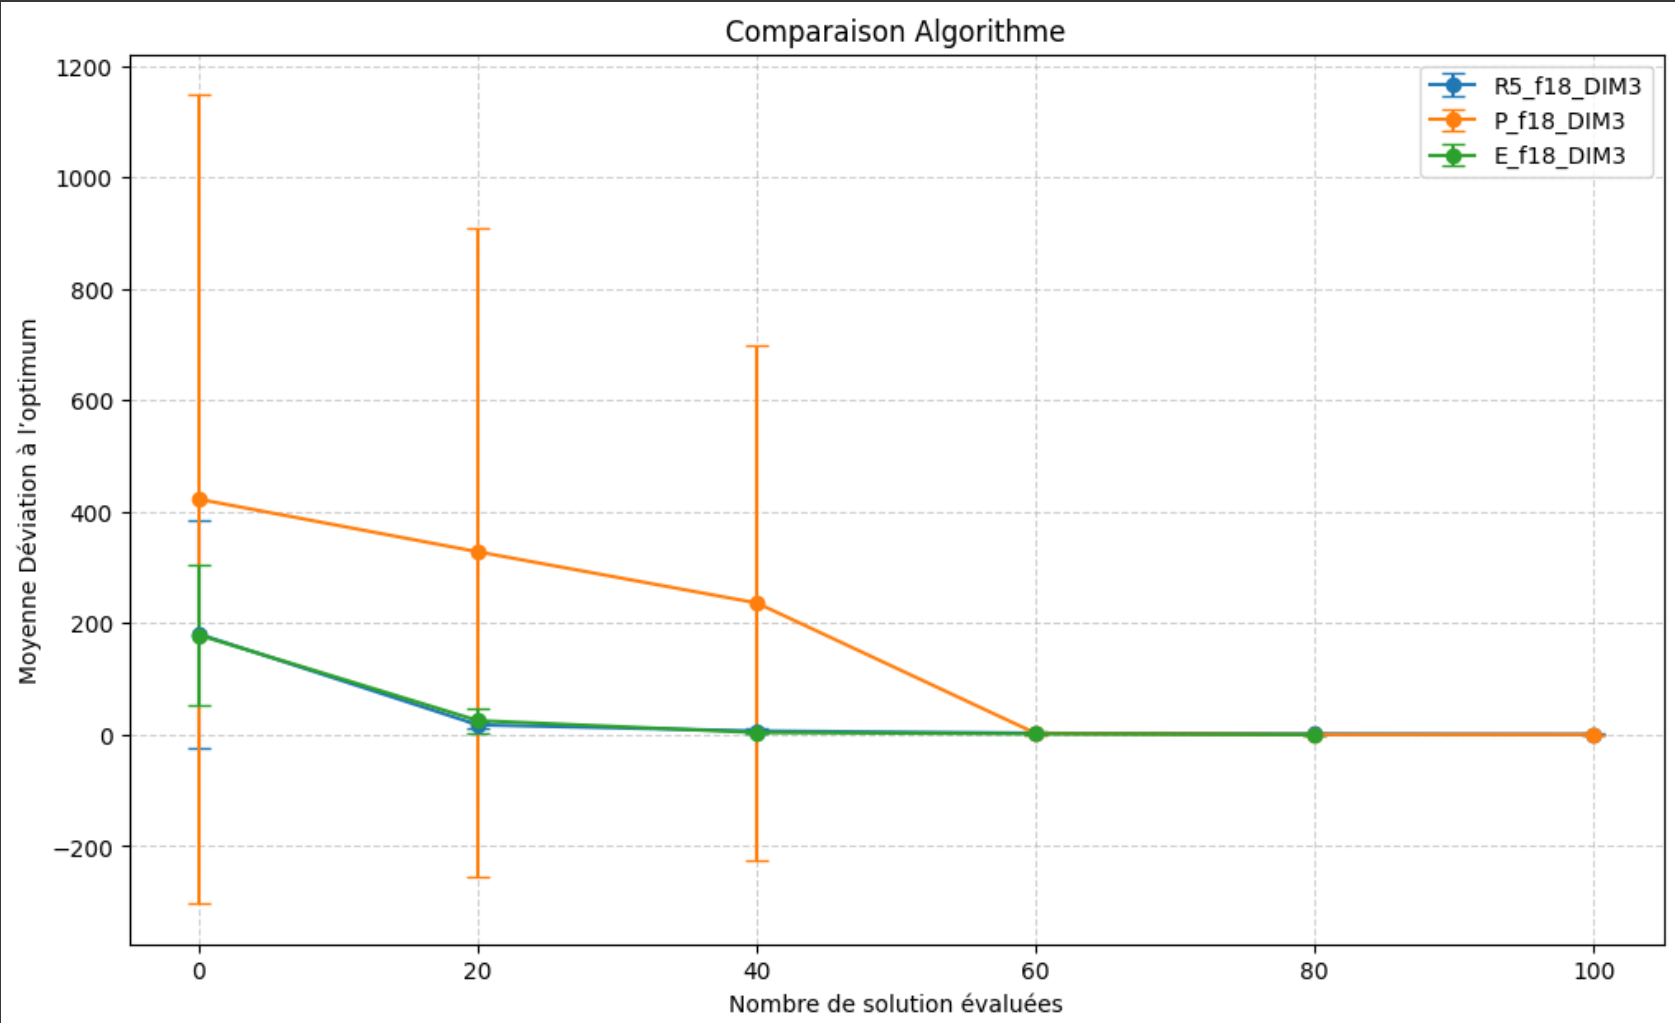 Comparaison Algorithme
R5_f18_DIM3
P_f18_DIM3
E_f18_DIM3
Moyenne Déviation à l’optimum
1200
1000
800
600
400
200
0
−200
0 20 40 60 80 100
Nombre de solution évaluées